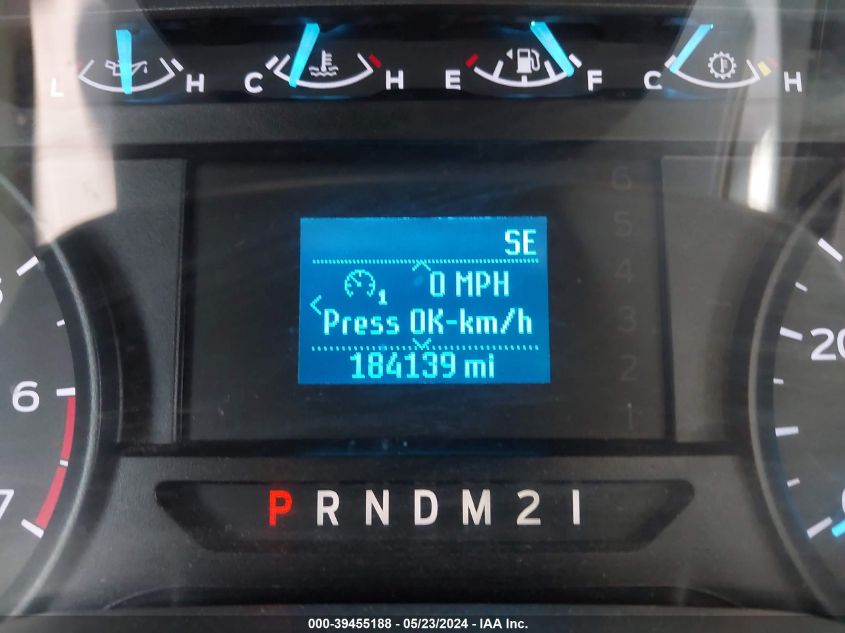 L H C H E F C H
SE
1 0 MPH
Press OK-km/h
184139 mi
6
5
4
3
2
1
6
7
20
P R N D M 2 1
000-39455188 - 05/23/2024 - IAA Inc.